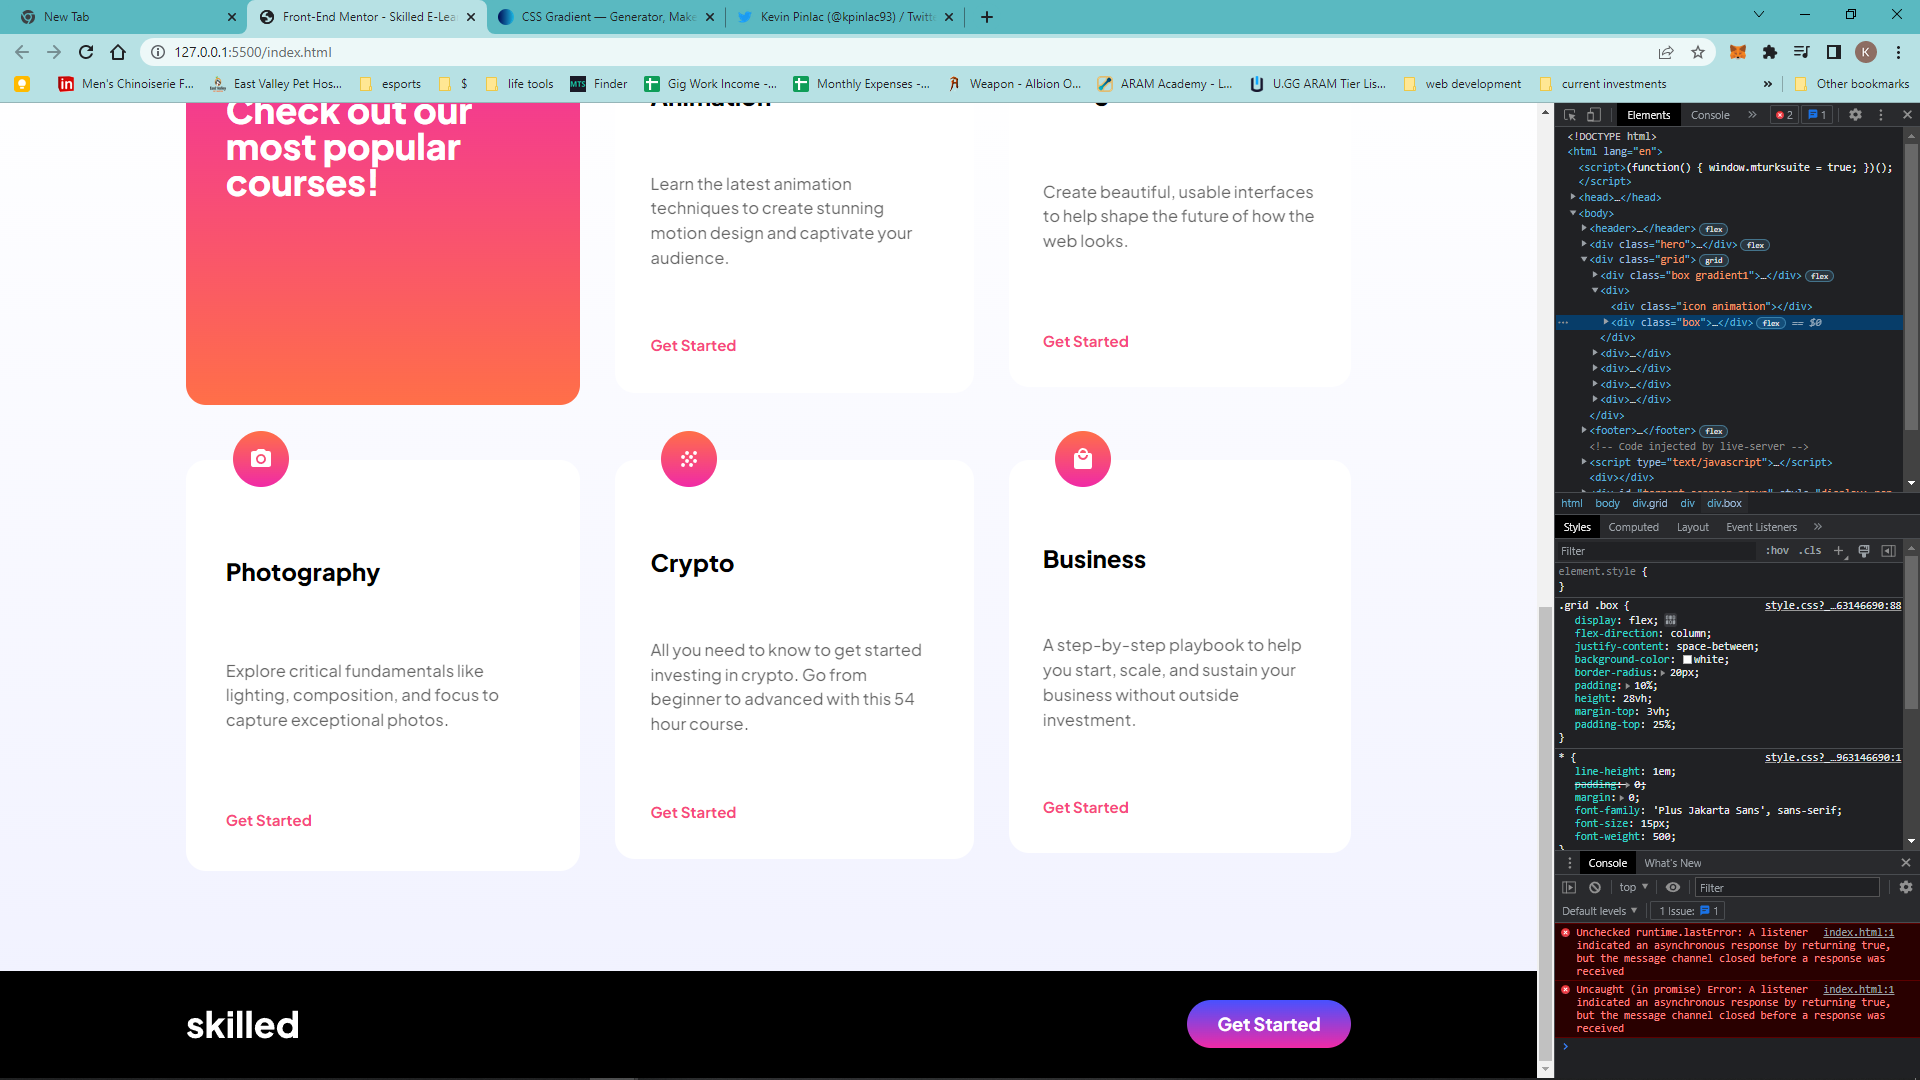 New Tab
Front-End Mentor - Skilled E-Lea
CSS Gradient — Generator, Make
Kevin Pinlac (@kpinlac93) / Twitt
127.0.0.1:5500/index.html
K
Men's Chinoiserie F...
East Valley Pet Hos...
esports
$
life tools
MTS
Finder
Gig Work Income -...
Monthly Expenses -...
Weapon - Albion O...
ARAM Academy - L...
U.GG ARAM Tier Lis...
web development
current investments
»
Other bookmarks
Check out our
most popular
courses!
Animation
Learn the latest animation
techniques to create stunning
motion design and captivate your
audience.
Get Started
Create beautiful, usable interfaces
to help shape the future of how the
web looks.
Get Started
Photography
Explore critical fundamentals like
lighting, composition, and focus to
capture exceptional photos.
Get Started
Crypto
All you need to know to get started
investing in crypto. Go from
beginner to advanced with this 54
hour course.
Get Started
Business
A step-by-step playbook to help
you start, scale, and sustain your
business without outside
investment.
Get Started
skilled
Get Started
Elements
Console
»
2
1
<!DOCTYPE html>
<html lang="en">
<script>(function() { window.mturksuite = true; })();
</script>
<head>…</head>
<body>
<header>…</header> flex
<div class="hero">…</div> flex
<div class="grid"> grid
<div class="box gradient1">…</div> flex
<div>
<div class="icon animation"></div>
<div class="box">…</div> flex == $0
</div>
<div>…</div>
<div>…</div>
<div>…</div>
<div>…</div>
</div>
<footer>…</footer> flex
<!-- Code injected by live-server -->
<script type="text/javascript">…</script>
<div></div>
html body div.grid div div.box
Styles Computed Layout Event Listeners »
Filter
:hov .cls +
element.style {
}
.grid .box { style.css?_…63146690:88
display: flex;
flex-direction: column;
justify-content: space-between;
background-color: white;
border-radius: 20px;
padding: 10%;
height: 28vh;
margin-top: 3vh;
padding-top: 25%;
}
* { style.css?_…963146690:1
line-height: 1em;
padding: 0;
margin: 0;
font-family: 'Plus Jakarta Sans', sans-serif;
font-size: 15px;
font-weight: 500;
}
Console
What's New
top
Filter
Default levels
1 Issue: 1
Unchecked runtime.lastError: A listener index.html:1
indicated an asynchronous response by returning true,
but the message channel closed before a response was
received
Uncaught (in promise) Error: A listener index.html:1
indicated an asynchronous response by returning true,
but the message channel closed before a response was
received